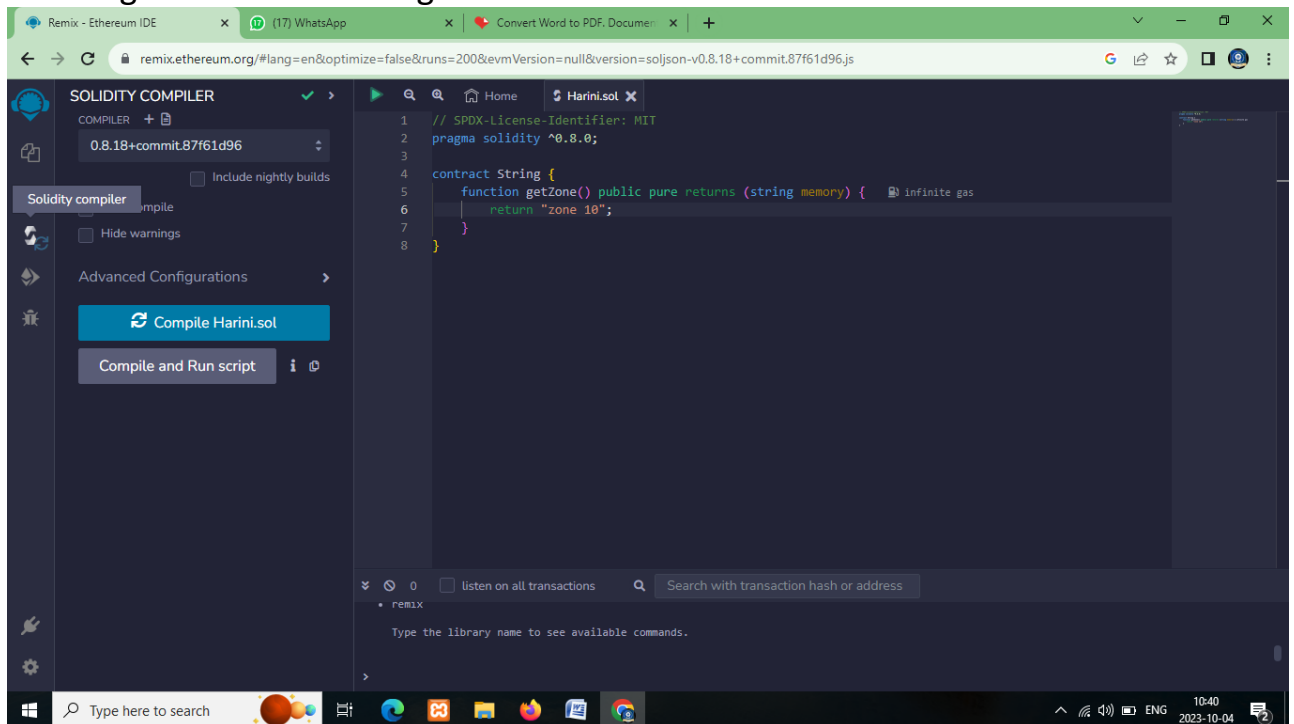 Remix - Ethereum IDE
(17) WhatsApp
Convert Word to PDF. Documen
remix.ethereum.org/#lang=en&optimize=false&runs=200&evmVersion=null&version=soljson-v0.8.18+commit.87f61d96.js
SOLIDITY COMPILER
COMPILER
0.8.18+commit.87f61d96
Include nightly builds
Solidity compiler
ompile
Hide warnings
Advanced Configurations
Compile Harini.sol
Compile and Run script
Home
Harini.sol
1 // SPDX-License-Identifier: MIT
2 pragma solidity ^0.8.0;
3
4 contract String {
5 function getZone() public pure returns (string memory) { infinite gas
6 return "zone 10";
7 }
8 }
0 listen on all transactions Search with transaction hash or address
remix
Type the library name to see available commands.
>
Type here to search
ENG
10:40
2023-10-04
2